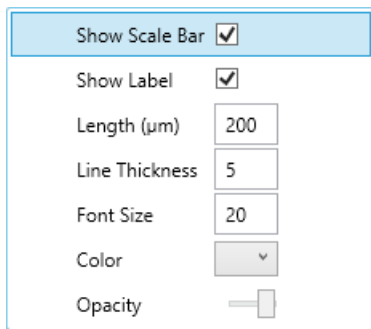 Show Scale Bar
Show Label
Length (µm) 200
Line Thickness 5
Font Size 20
Color
Opacity